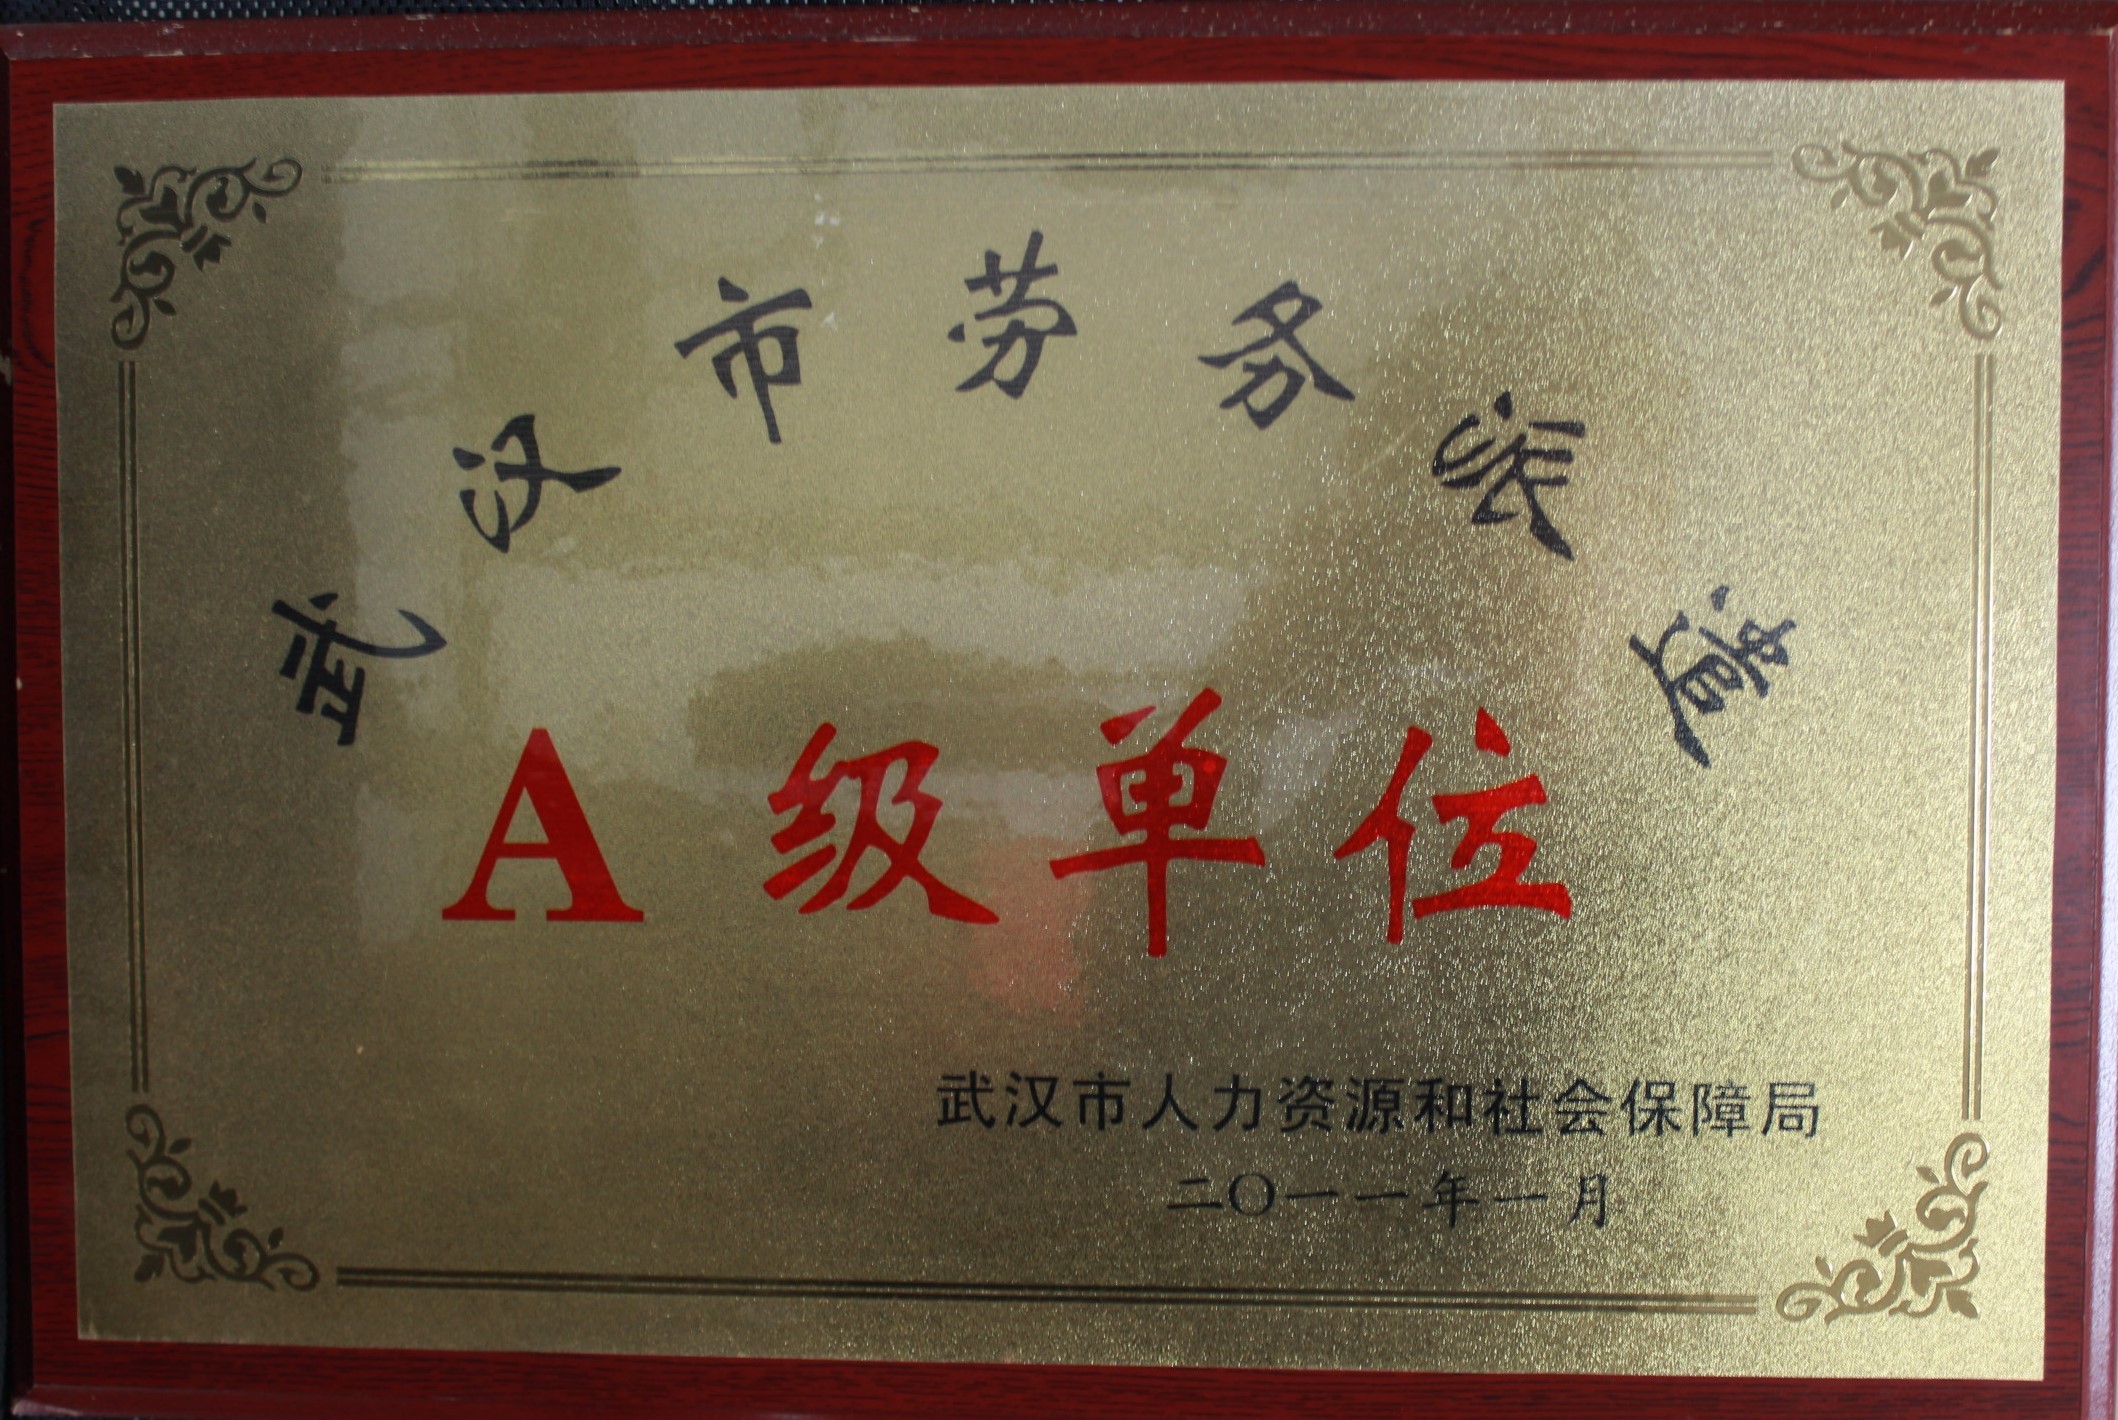 武汉市劳务派遣
A级单位
武汉市人力资源和社会保障局
二〇一一年一月